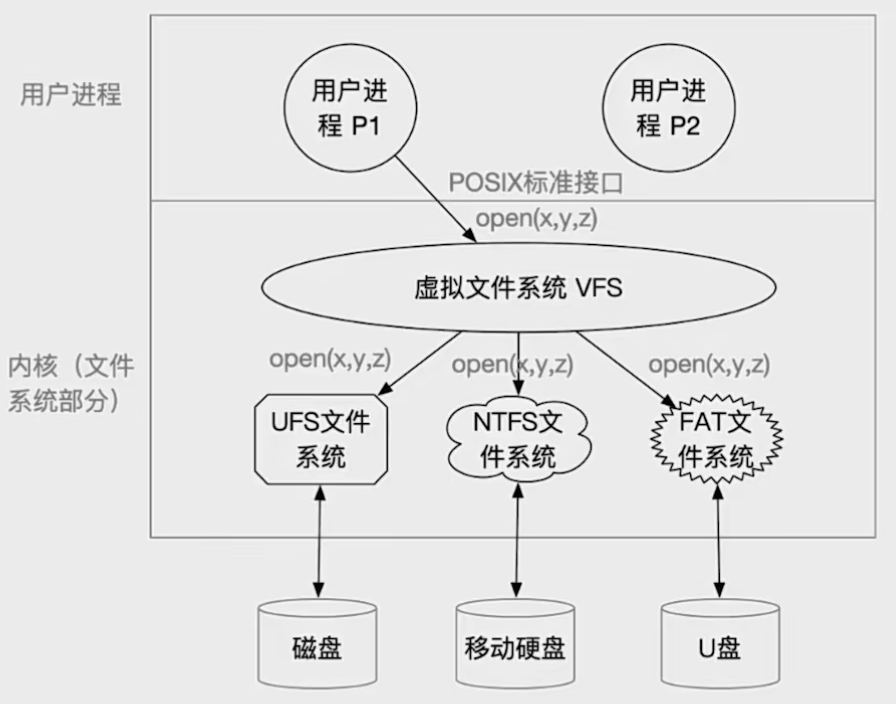 用户进程
用户进
程 P1
用户进
程 P2
POSIX标准接口
open(x,y,z)
虚拟文件系统 VFS
内核（文件
系统部分）
open(x,y,z)
open(x,y,z)
open(x,y,z)
UFS文件
系统
NTFS文
件系统
FAT文
件系统
磁盘
移动硬盘
U盘